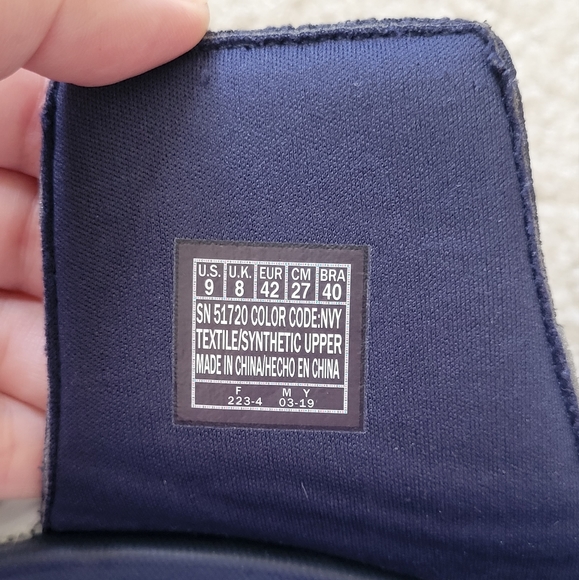 U.S. U.K. EUR CM BRA
9 8 42 27 40
SN 51720 COLOR CODE:NVY
TEXTILE/SYNTHETIC UPPER
MADE IN CHINA/HECHO EN CHINA
F M Y
223-4 03-19